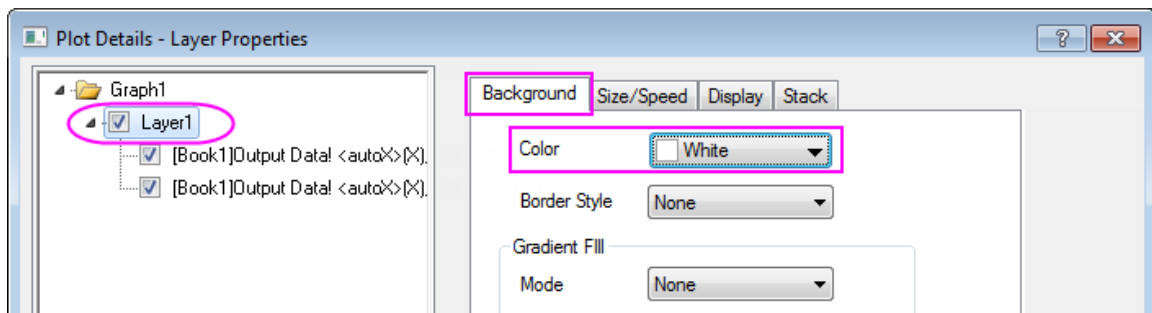 Plot Details - Layer Properties
?
Graph1
Layer1
[Book1]Output Data! <autoX>(X),
[Book1]Output Data! <autoX>(X),
Background Size/Speed Display Stack
Color White
Border Style None
Gradient FIll
Mode None